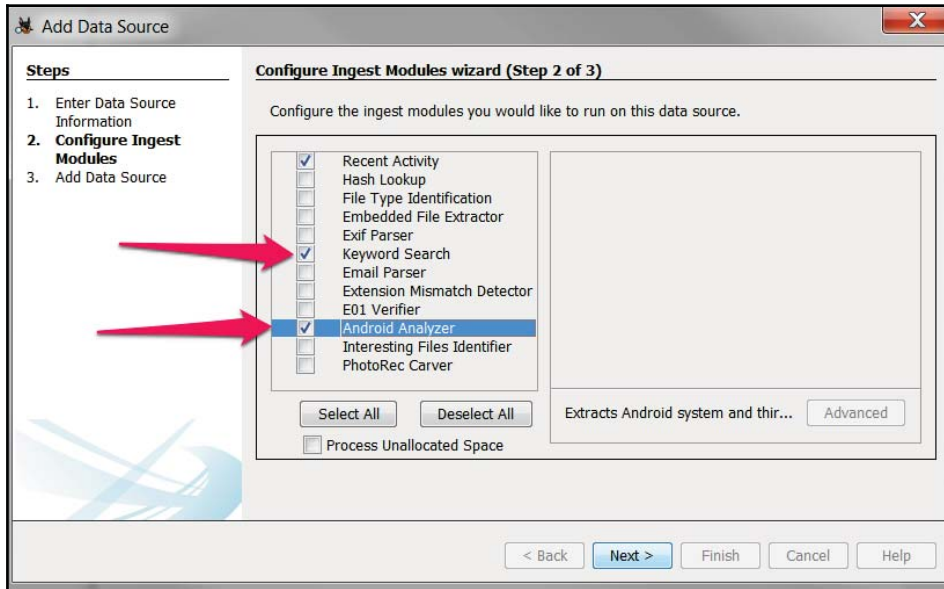 Add Data Source
X
Steps
1. Enter Data Source
Information
2. Configure Ingest
Modules
3. Add Data Source
Configure Ingest Modules wizard (Step 2 of 3)
Configure the ingest modules you would like to run on this data source.
Recent Activity
Hash Lookup
File Type Identification
Embedded File Extractor
Exif Parser
Keyword Search
Email Parser
Extension Mismatch Detector
E01 Verifier
Android Analyzer
Interesting Files Identifier
PhotoRec Carver
Select All
Deselect All
Process Unallocated Space
Extracts Android system and thir...
Advanced
< Back
Next >
Finish
Cancel
Help